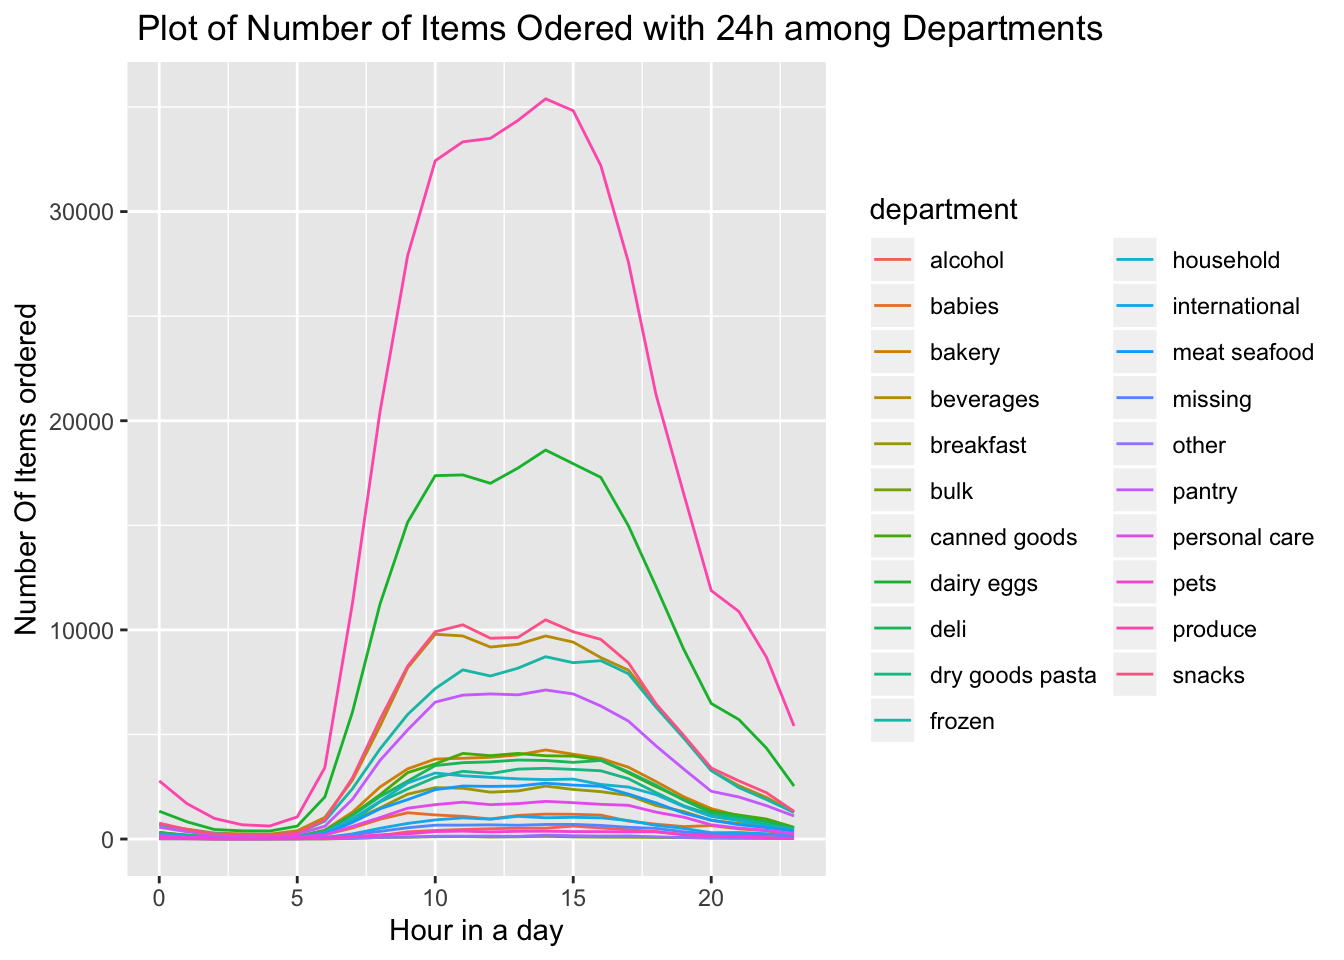 Plot of Number of Items Odered with 24h among Departments
Number Of Items ordered
30000
20000
10000
0
0 5 10 15 20
Hour in a day
department
alcohol
babies
bakery
beverages
breakfast
bulk
canned goods
dairy eggs
deli
dry goods pasta
frozen
household
international
meat seafood
missing
other
pantry
personal care
pets
produce
snacks